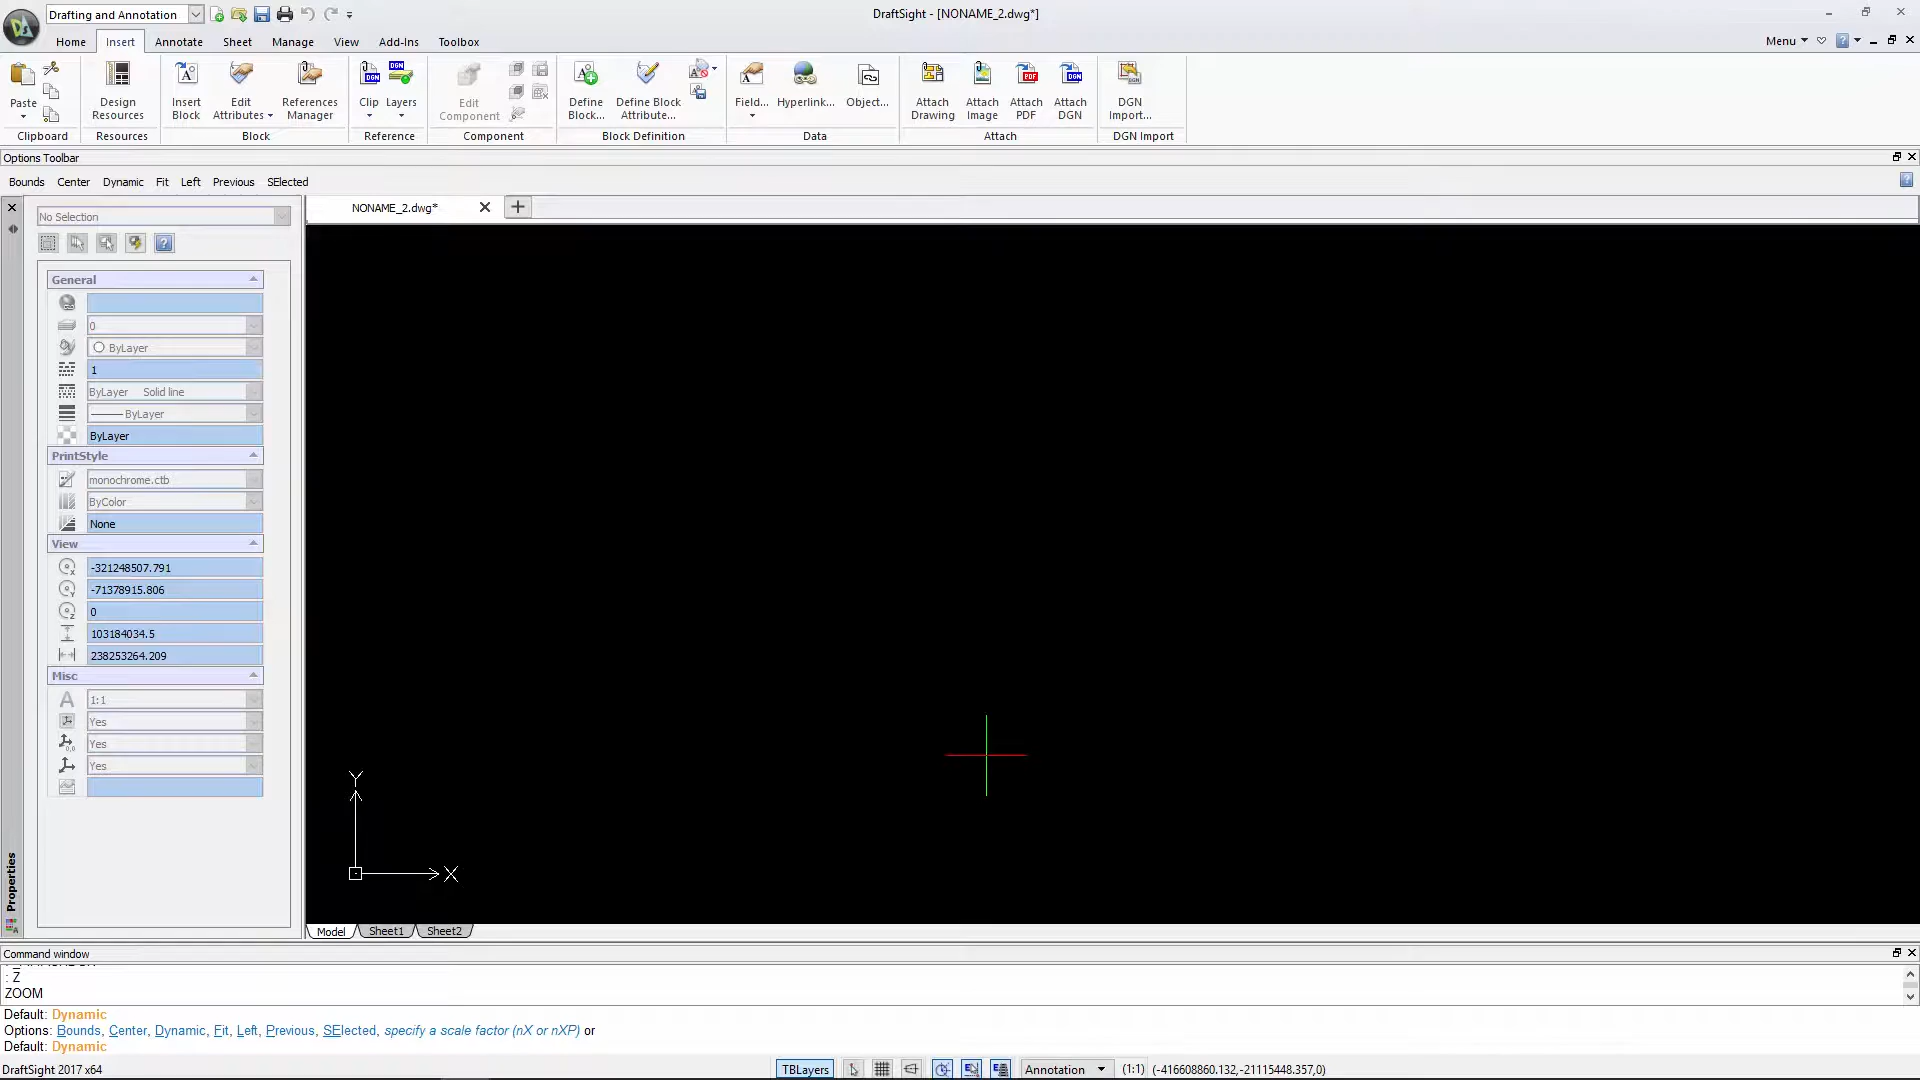 Drafting and Annotation
DraftSight - [NONAME_2.dwg*]
Home Insert Annotate Sheet Manage View Add-Ins Toolbox
Menu
Paste
Design Resources
Insert Block
Edit Attributes
References Manager
Clip
Layers
Edit Component
Define Block...
Define Block Attribute...
Field...
Hyperlink...
Object...
Attach Drawing
Attach Image
Attach PDF
Attach DGN
DGN Import...
Clipboard Resources Block Reference Component Block Definition Data Attach DGN Import
Options Toolbar
Bounds Center Dynamic Fit Left Previous SElected
No Selection
NONAME_2.dwg*
General
0
ByLayer
1
ByLayer Solid line
ByLayer
ByLayer
PrintStyle
monochrome.ctb
ByColor
None
View
-321248507.791
-71378915.806
0
103184034.5
238253264.209
Misc
1:1
Yes
Yes
Yes
Properties
Y
X
Model Sheet1 Sheet2
Command window
: Z
ZOOM
Default: Dynamic
Options: Bounds, Center, Dynamic, Fit, Left, Previous, SElected, specify a scale factor (nX or nXP) or
Default: Dynamic
DraftSight 2017 x64
TBLayers
Annotation
(1:1)
(-416608860.132,-21115448.357,0)